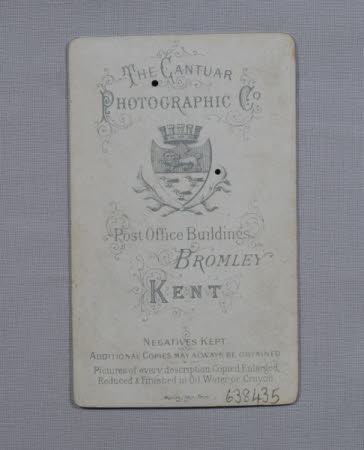 THE CANTUAR
PHOTOGRAPHIC Co
Post Office Buildings
BROMLEY
KENT
NEGATIVES KEPT
ADDITIONAL COPIES MAY ALWAYS BE OBTAINED
Pictures of every description Copied Enlarged,
Reduced & Finished in Oil, Water or Crayon
638435